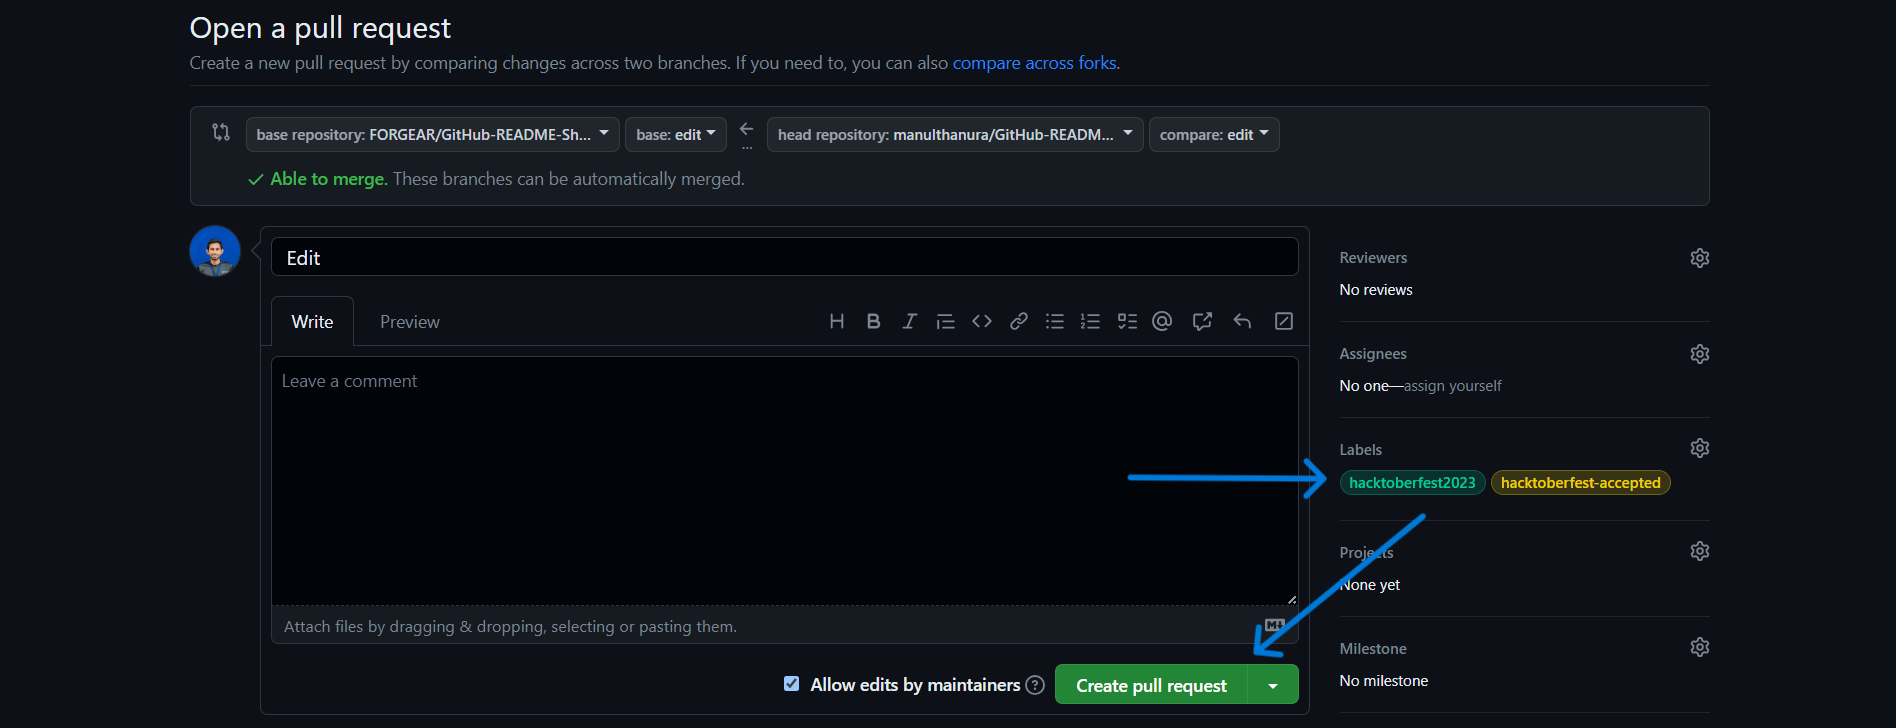 Open a pull request
Create a new pull request by comparing changes across two branches. If you need to, you can also compare across forks.
base repository: FORGEAR/GitHub-README-Sh... base: edit ... head repository: manulthanura/GitHub-READM... compare: edit
Able to merge. These branches can be automatically merged.
Edit
Write Preview
Leave a comment
Attach files by dragging & dropping, selecting or pasting them.
Allow edits by maintainers Create pull request
Reviewers
No reviews
Assignees
No one—assign yourself
Labels
hacktoberfest2023 hacktoberfest-accepted
Projects
None yet
Milestone
No milestone